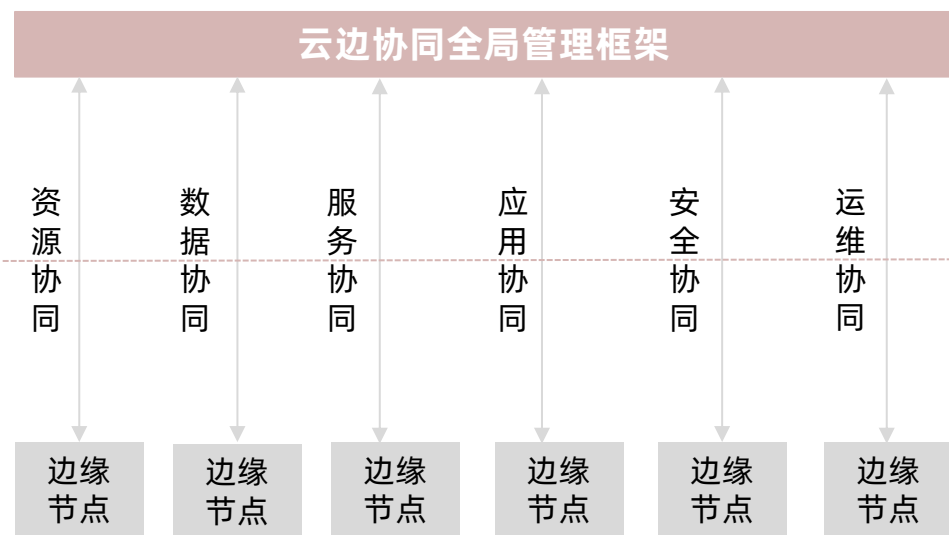 云边协同全局管理框架
资源协同
数据协同
服务协同
应用协同
安全协同
运维协同
边缘
节点
边缘
节点
边缘
节点
边缘
节点
边缘
节点
边缘
节点